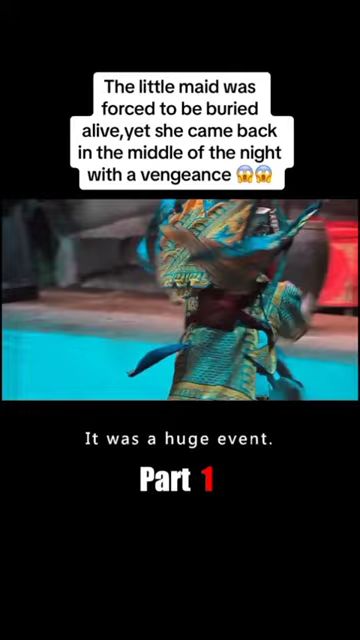 The little maid was
forced to be buried
alive,yet she came back
in the middle of the night
with a vengeance 😱😱
It was a huge event.
Part 1